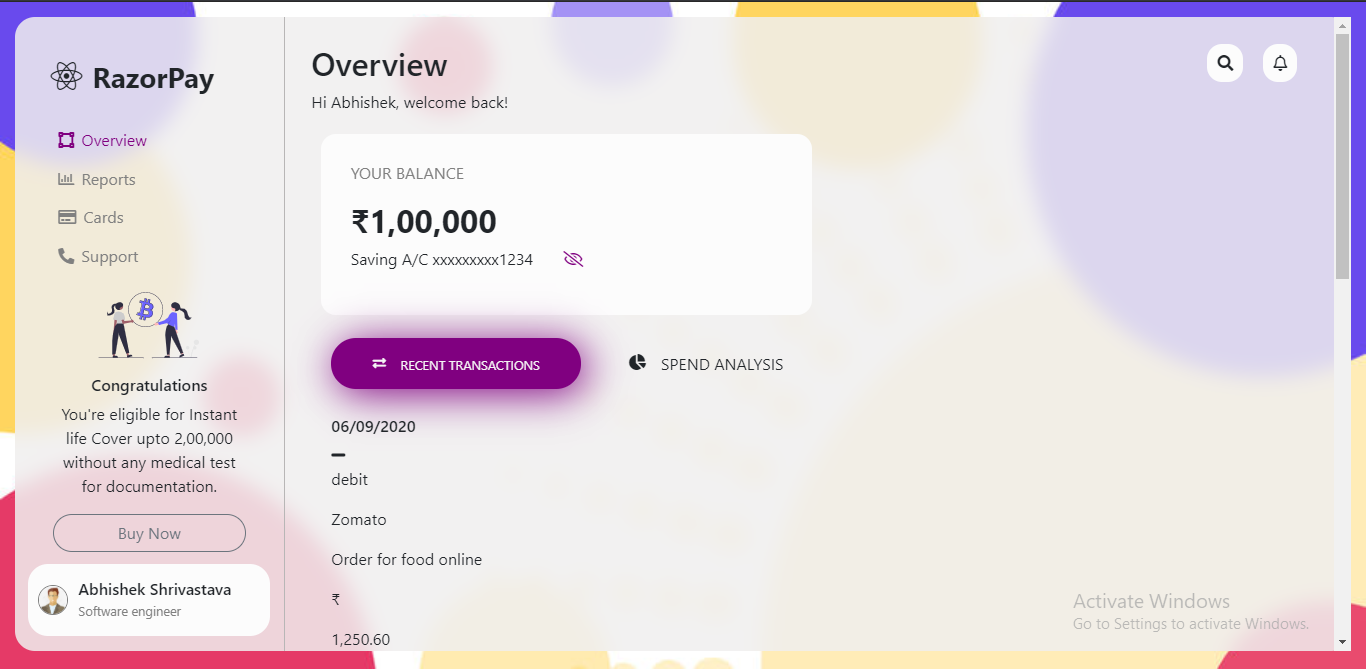 RazorPay
Overview
Reports
Cards
Support
Congratulations
You're eligible for Instant
life Cover upto 2,00,000
without any medical test
for documentation.
Buy Now
Abhishek Shrivastava
Software engineer
Overview
Hi Abhishek, welcome back!
YOUR BALANCE
₹1,00,000
Saving A/C xxxxxxxxx1234
RECENT TRANSACTIONS
SPEND ANALYSIS
06/09/2020
debit
Zomato
Order for food online
₹
1,250.60
Activate Windows
Go to Settings to activate Windows.